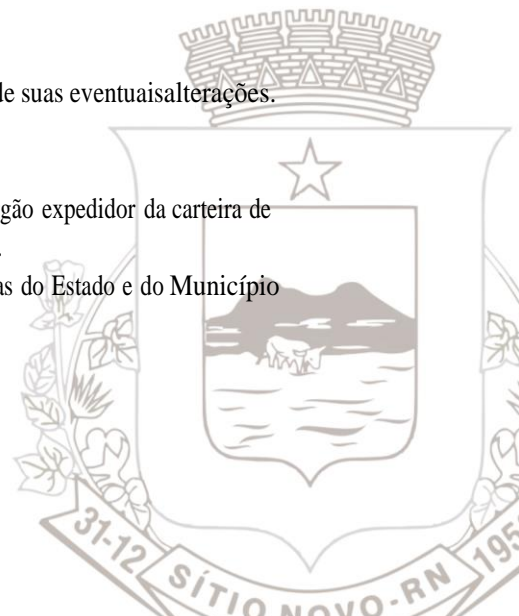 de suas eventuaisalterações.
gão expedidor da carteira de
.
as do Estado e do Município
31-12 SÍTIO NOVO-RN 195